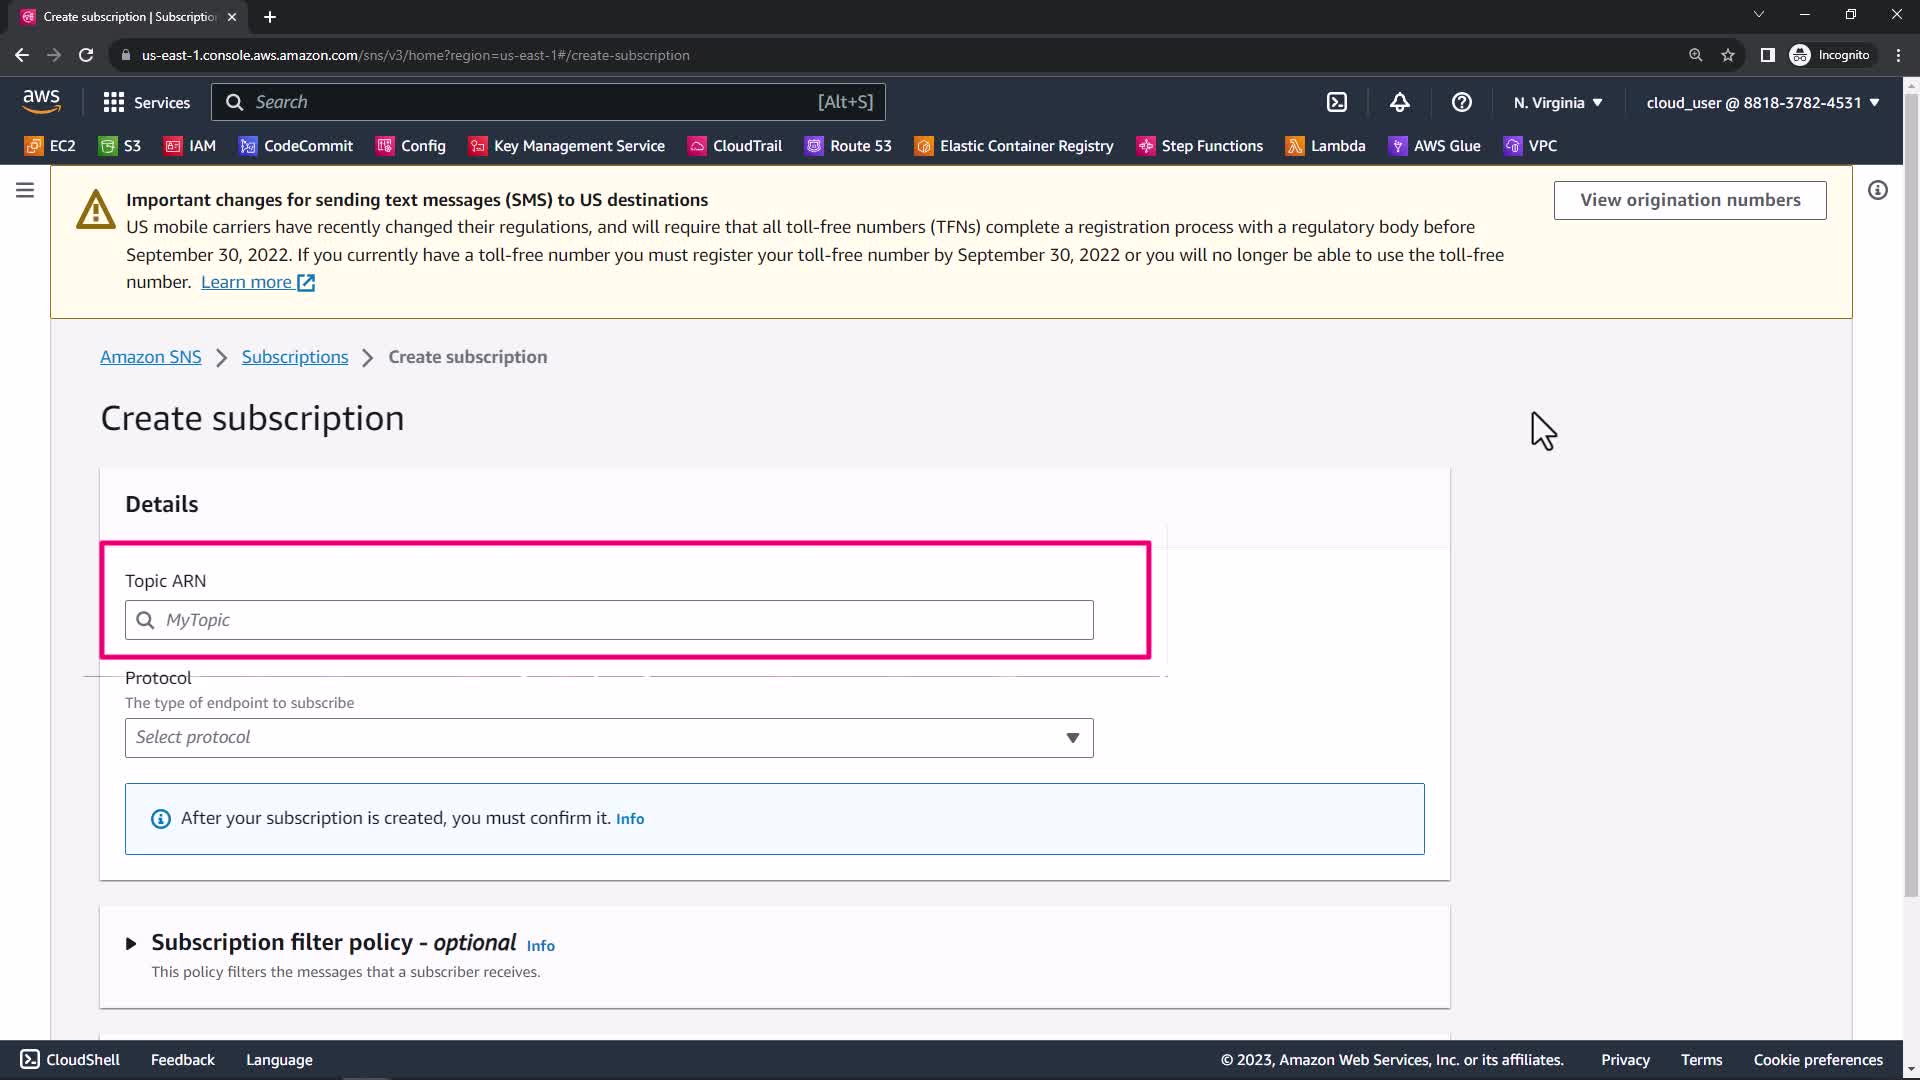 Create subscription | Subscriptio
us-east-1.console.aws.amazon.com/sns/v3/home?region=us-east-1#/create-subscription
Incognito
aws
Services
Search
[Alt+S]
N. Virginia
cloud_user @ 8818-3782-4531
EC2
S3
IAM
CodeCommit
Config
Key Management Service
CloudTrail
Route 53
Elastic Container Registry
Step Functions
Lambda
AWS Glue
VPC
Important changes for sending text messages (SMS) to US destinations
View origination numbers
US mobile carriers have recently changed their regulations, and will require that all toll-free numbers (TFNs) complete a registration process with a regulatory body before
September 30, 2022. If you currently have a toll-free number you must register your toll-free number by September 30, 2022 or you will no longer be able to use the toll-free
number. Learn more
Amazon SNS
Subscriptions
Create subscription
Create subscription
Details
Topic ARN
MyTopic
Protocol
The type of endpoint to subscribe
Select protocol
After your subscription is created, you must confirm it. Info
Subscription filter policy - optional Info
This policy filters the messages that a subscriber receives.
CloudShell
Feedback
Language
© 2023, Amazon Web Services, Inc. or its affiliates.
Privacy
Terms
Cookie preferences